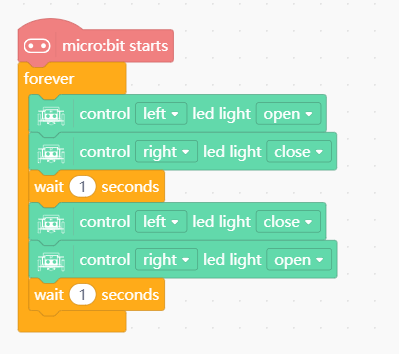 micro:bit starts
forever
control left led light open
control right led light close
wait 1 seconds
control left led light close
control right led light open
wait 1 seconds